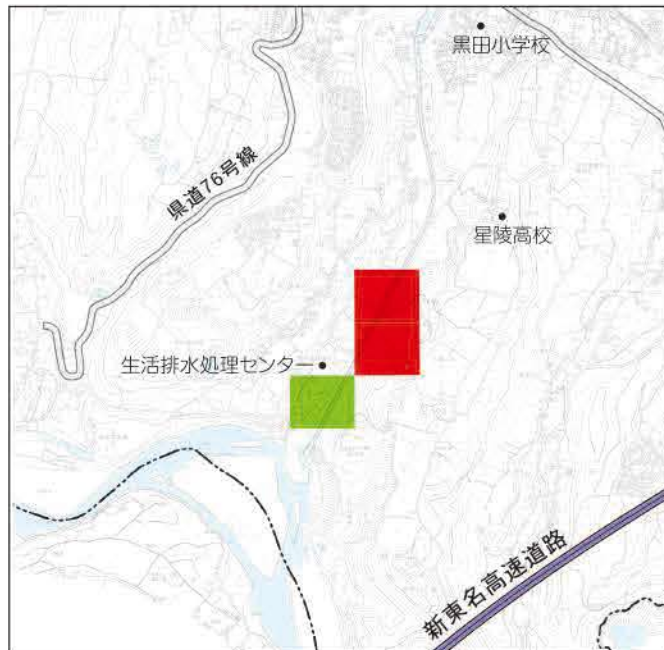 黒田小学校
県道76号線
星陵高校
生活排水処理センター
新東名高速道路